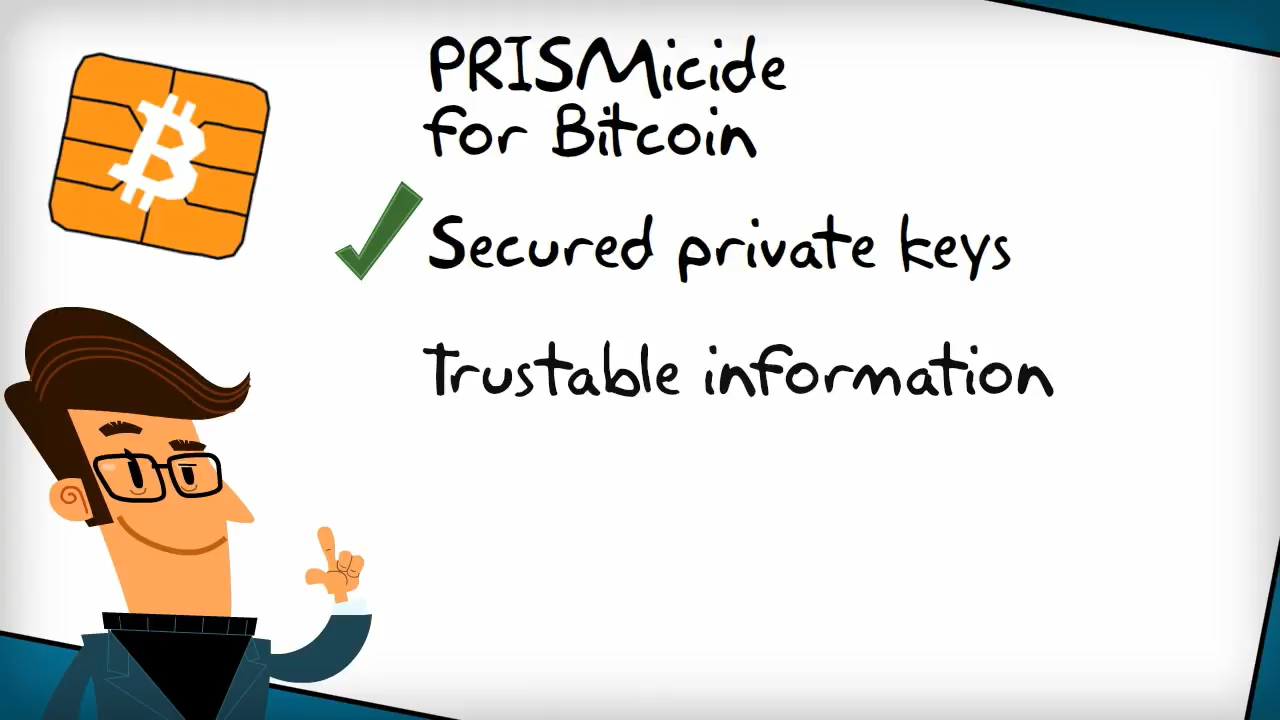 PRISMicide
for Bitcoin
Secured private keys
Trustable information